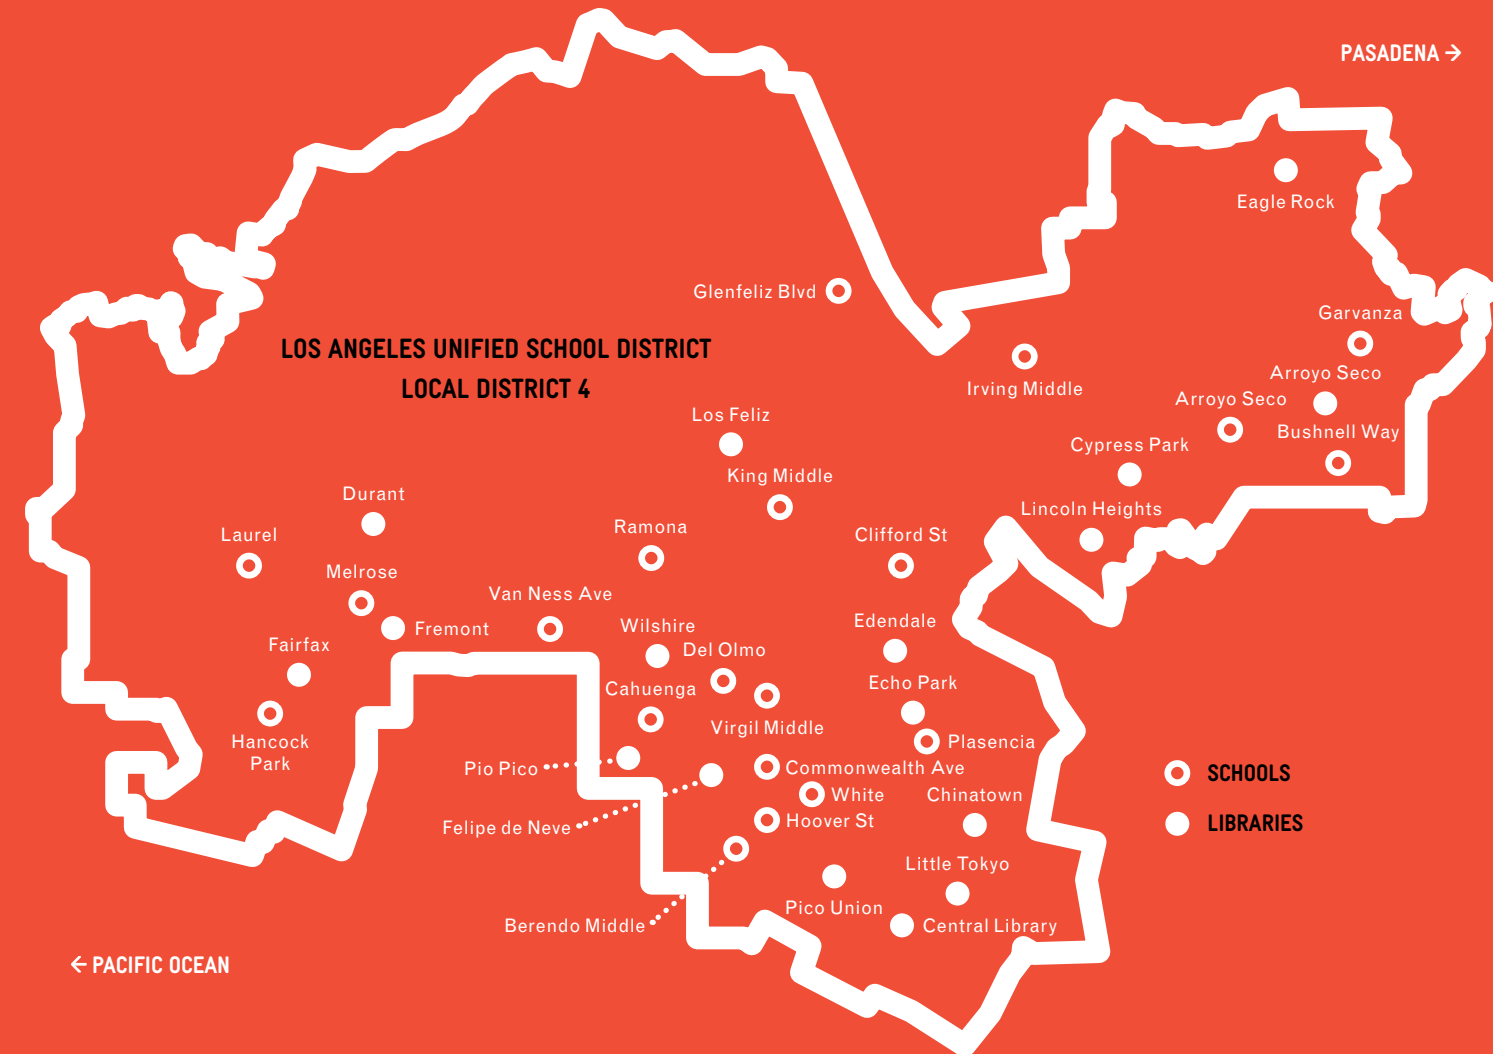 PASADENA →
Eagle Rock
Glenfeliz Blvd
Garvanza
LOS ANGELES UNIFIED SCHOOL DISTRICT
LOCAL DISTRICT 4
Irving Middle
Arroyo Seco
Arroyo Seco
Los Feliz
Bushnell Way
Cypress Park
King Middle
Durant
Lincoln Heights
Ramona
Laurel
Clifford St
Melrose
Van Ness Ave
Edendale
Wilshire
Fremont
Fairfax
Del Olmo
Echo Park
Cahuenga
Virgil Middle
Hancock
Park
Plasencia
Pio Pico
Commonwealth Ave
SCHOOLS
White
Chinatown
Hoover St
LIBRARIES
Felipe de Neve
Little Tokyo
Pico Union
Berendo Middle
Central Library
← PACIFIC OCEAN